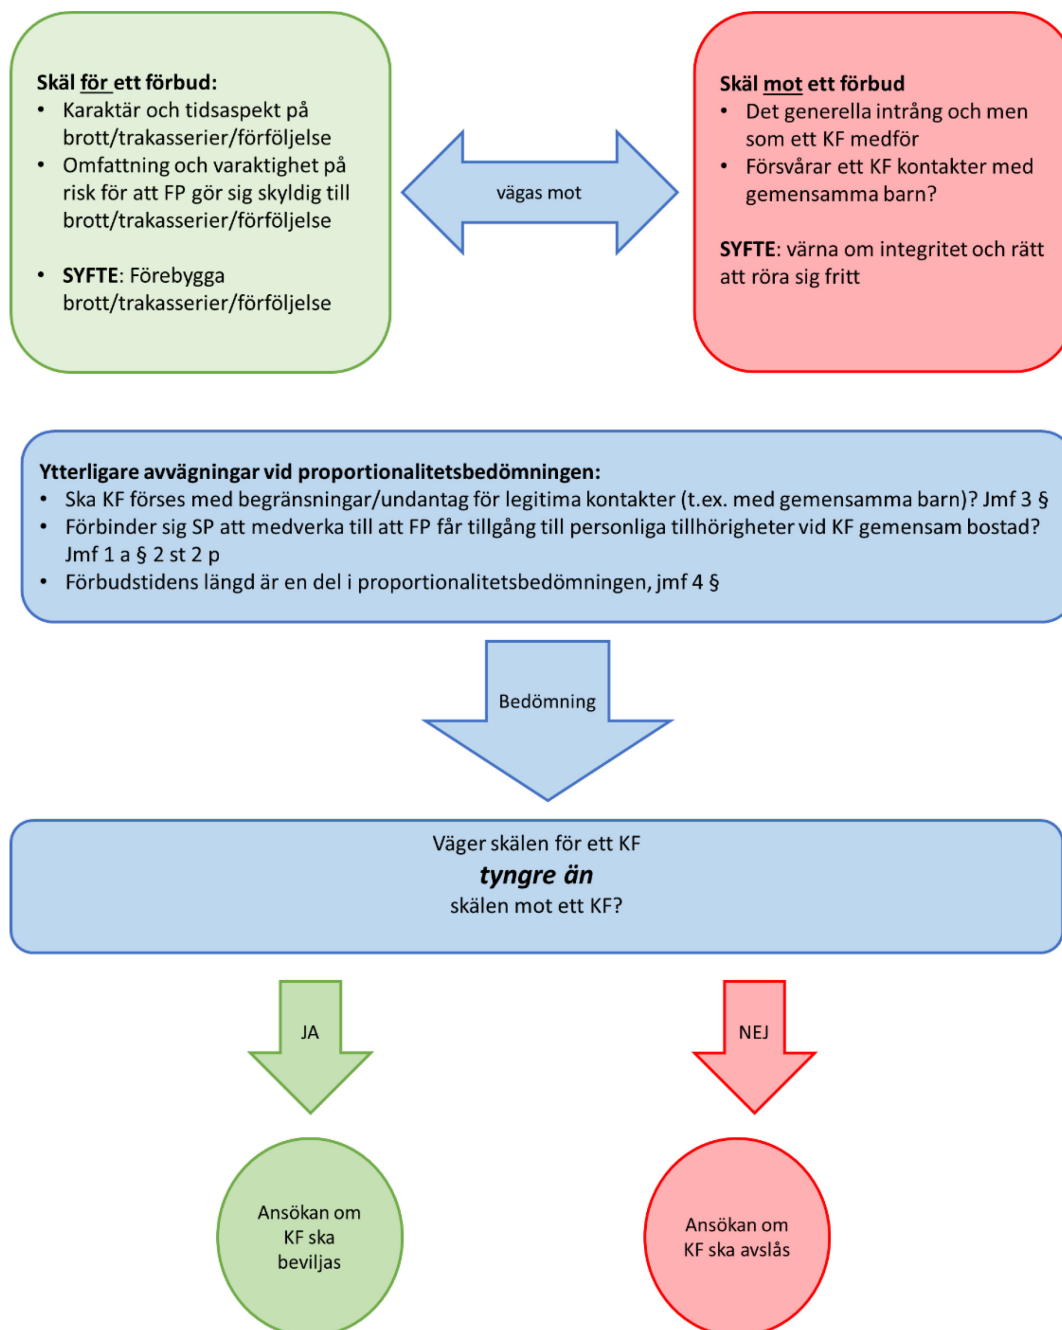 Skäl för ett förbud:
• Karaktär och tidsaspekt på
brott/trakasserier/förföljelse
• Omfattning och varaktighet på
risk för att FP gör sig skyldig till
brott/trakasserier/förföljelse
• SYFTE: Förebygga
brott/trakasserier/förföljelse
vägas mot
Skäl mot ett förbud
• Det generella intrång och men
som ett KF medför
• Försvårar ett KF kontakter med
gemensamma barn?
SYFTE: värna om integritet och rätt
att röra sig fritt
Ytterligare avvägningar vid proportionalitetsbedömningen:
• Ska KF förses med begränsningar/undantag för legitima kontakter (t.ex. med gemensamma barn)? Jmf 3 §
• Förbinder sig SP att medverka till att FP får tillgång till personliga tillhörigheter vid KF gemensam bostad?
Jmf 1 a § 2 st 2 p
• Förbudstidens längd är en del i proportionalitetsbedömningen, jmf 4 §
Bedömning
Väger skälen för ett KF
tyngre än
skälen mot ett KF?
JA
NEJ
Ansökan om
KF ska
beviljas
Ansökan om
KF ska avslås